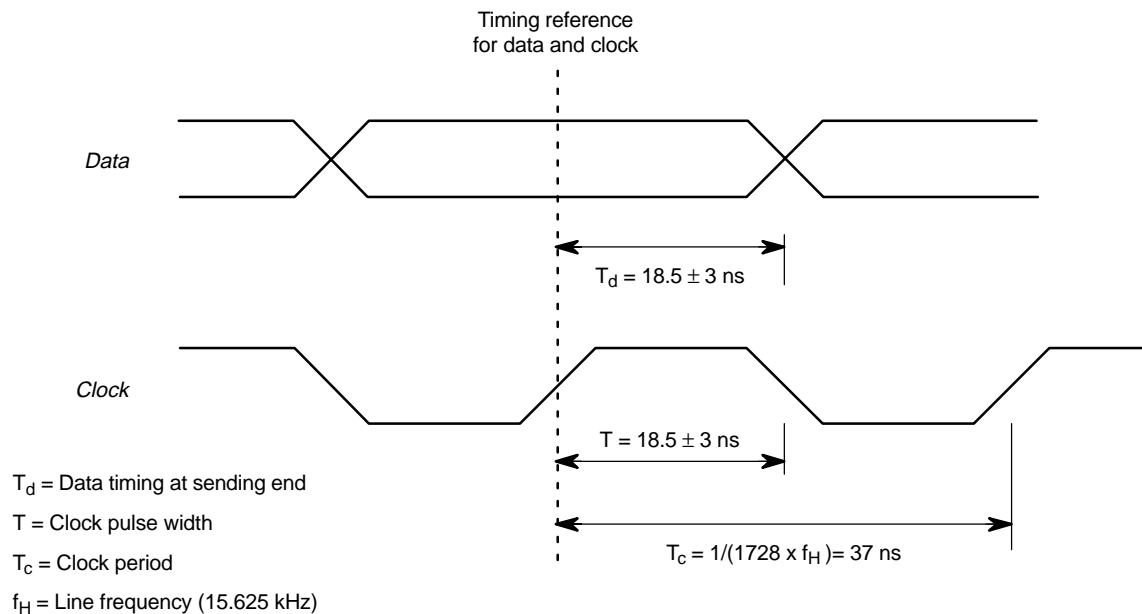 Timing reference
for data and clock
Data
T_d = 18.5 ± 3 ns
Clock
T = 18.5 ± 3 ns
T_d = Data timing at sending end
T = Clock pulse width
T_c = 1/(1728 x f_H)= 37 ns
T_c = Clock period
f_H = Line frequency (15.625 kHz)